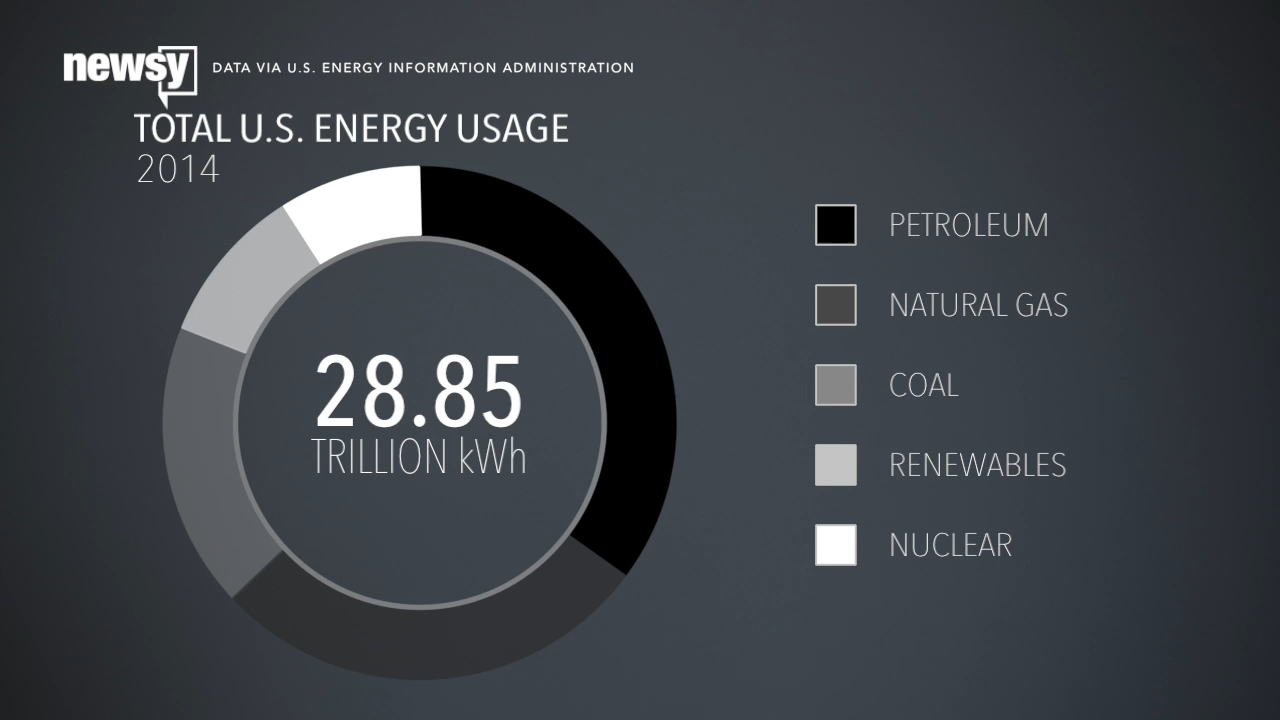 newsy
DATA VIA U.S. ENERGY INFORMATION ADMINISTRATION
TOTAL U.S. ENERGY USAGE
2014
28.85
TRILLION kWh
PETROLEUM
NATURAL GAS
COAL
RENEWABLES
NUCLEAR